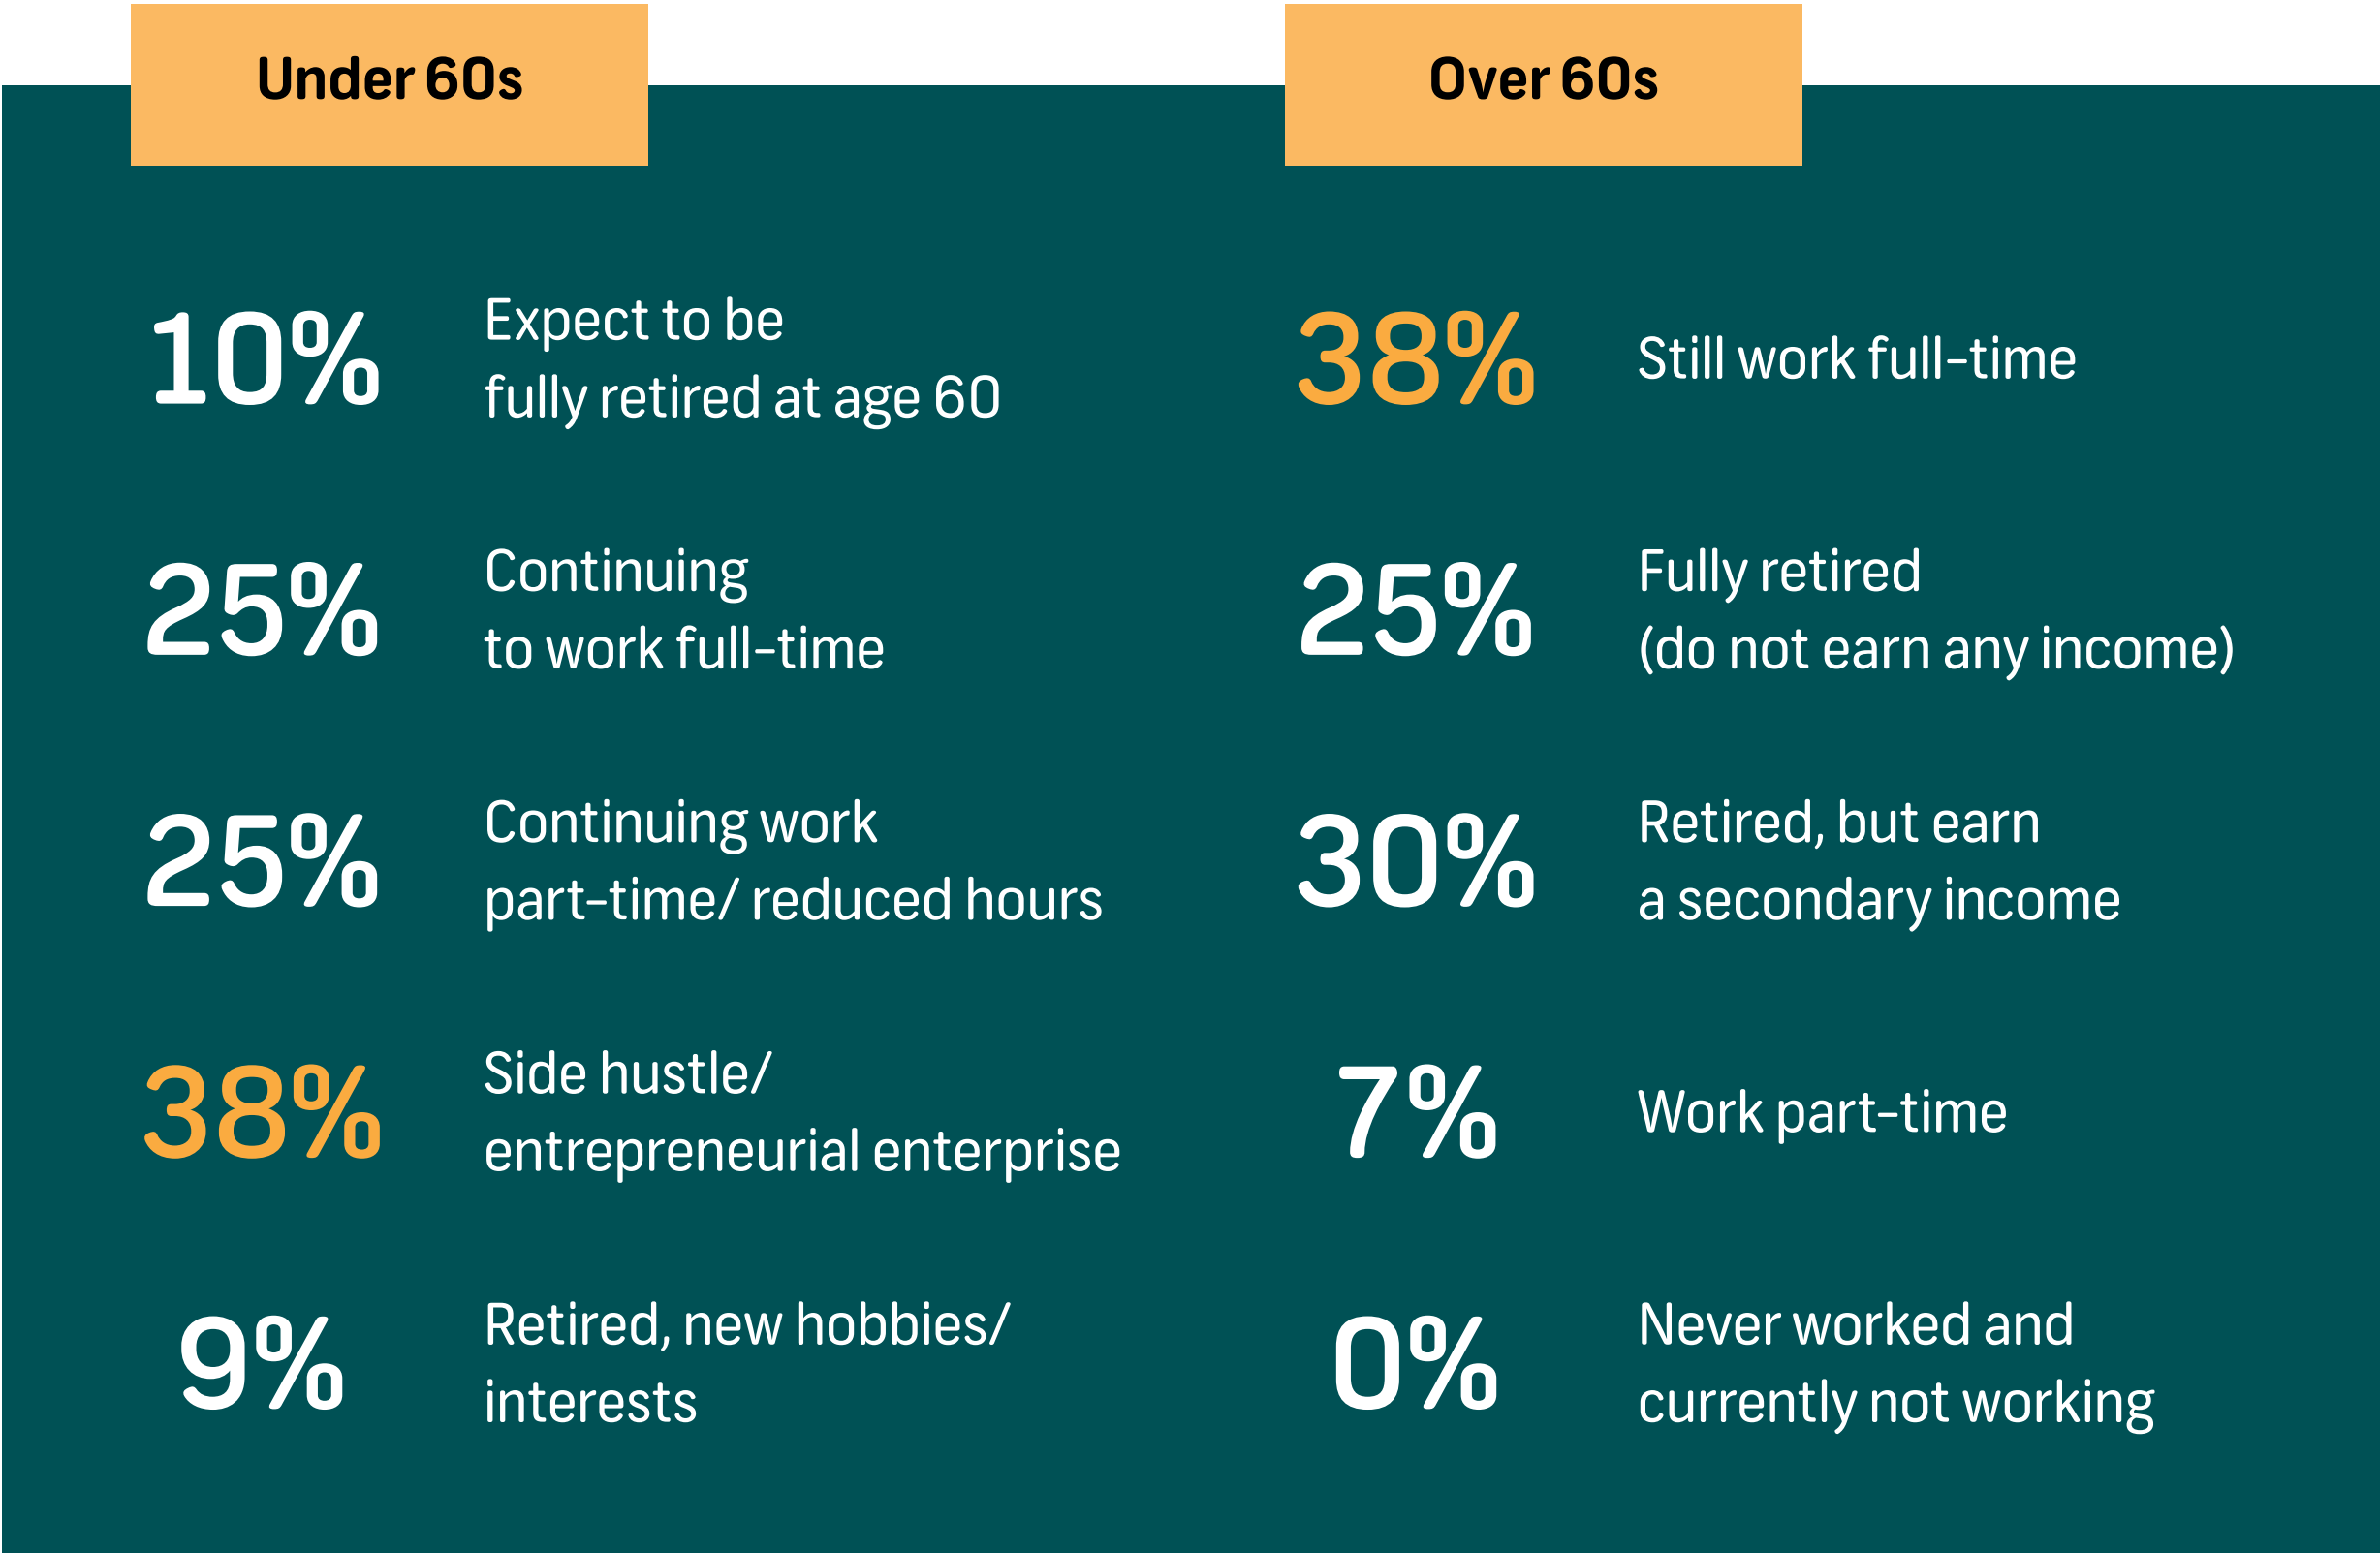 Under 60s
10%
Expect to be
fully retired at age 60
25%
Continuing
to work full-time
25%
Continuing work
part-time/ reduced hours
38%
Side hustle/
entrepreneurial enterprise
9%
Retired, new hobbies/
interests
Over 60s
38%
Still work full-time
25%
Fully retired
(do not earn any income)
30%
Retired, but earn
a secondary income
7%
Work part-time
0%
Never worked and
currently not working